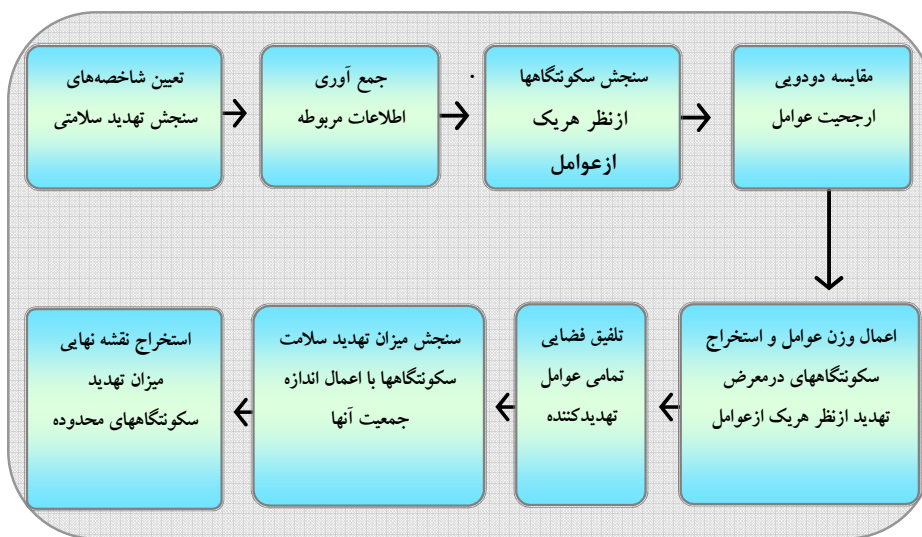 تعیین شاخصه‌های
سنجش تهدید سلامتی
جمع آوری
اطلاعات مربوطه
سنجش سکونتگاهها
ازنظر هریک
ازعوامل
مقایسه دودویی
ارجحیت عوامل
اعمال وزن عوامل و استخراج
سکونتگاههای درمعرض
تهدید ازنظر هریک ازعوامل
تلفیق فضایی
تمامی عوامل
تهدیدکننده
سنجش میزان تهدید سلامت
سکونتگاهها با اعمال اندازه
جمعیت آنها
استخراج نقشه نهایی
میزان تهدید
سکونتگاههای محدوده